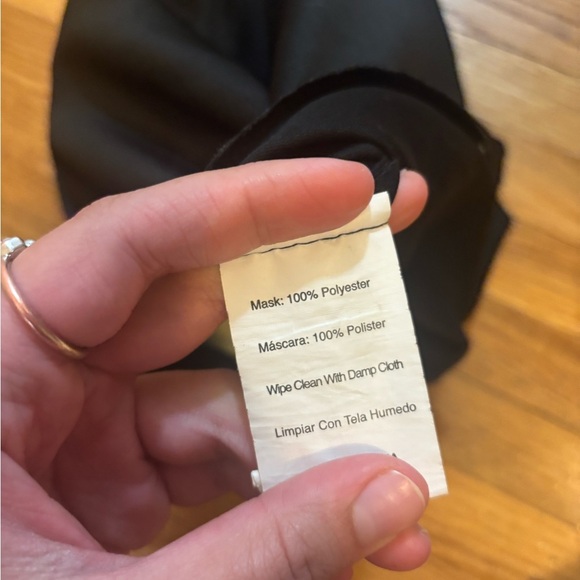 Mask: 100% Polyester
Máscara: 100% Polister
Wipe Clean With Damp Cloth
Limpiar Con Tela Humedo